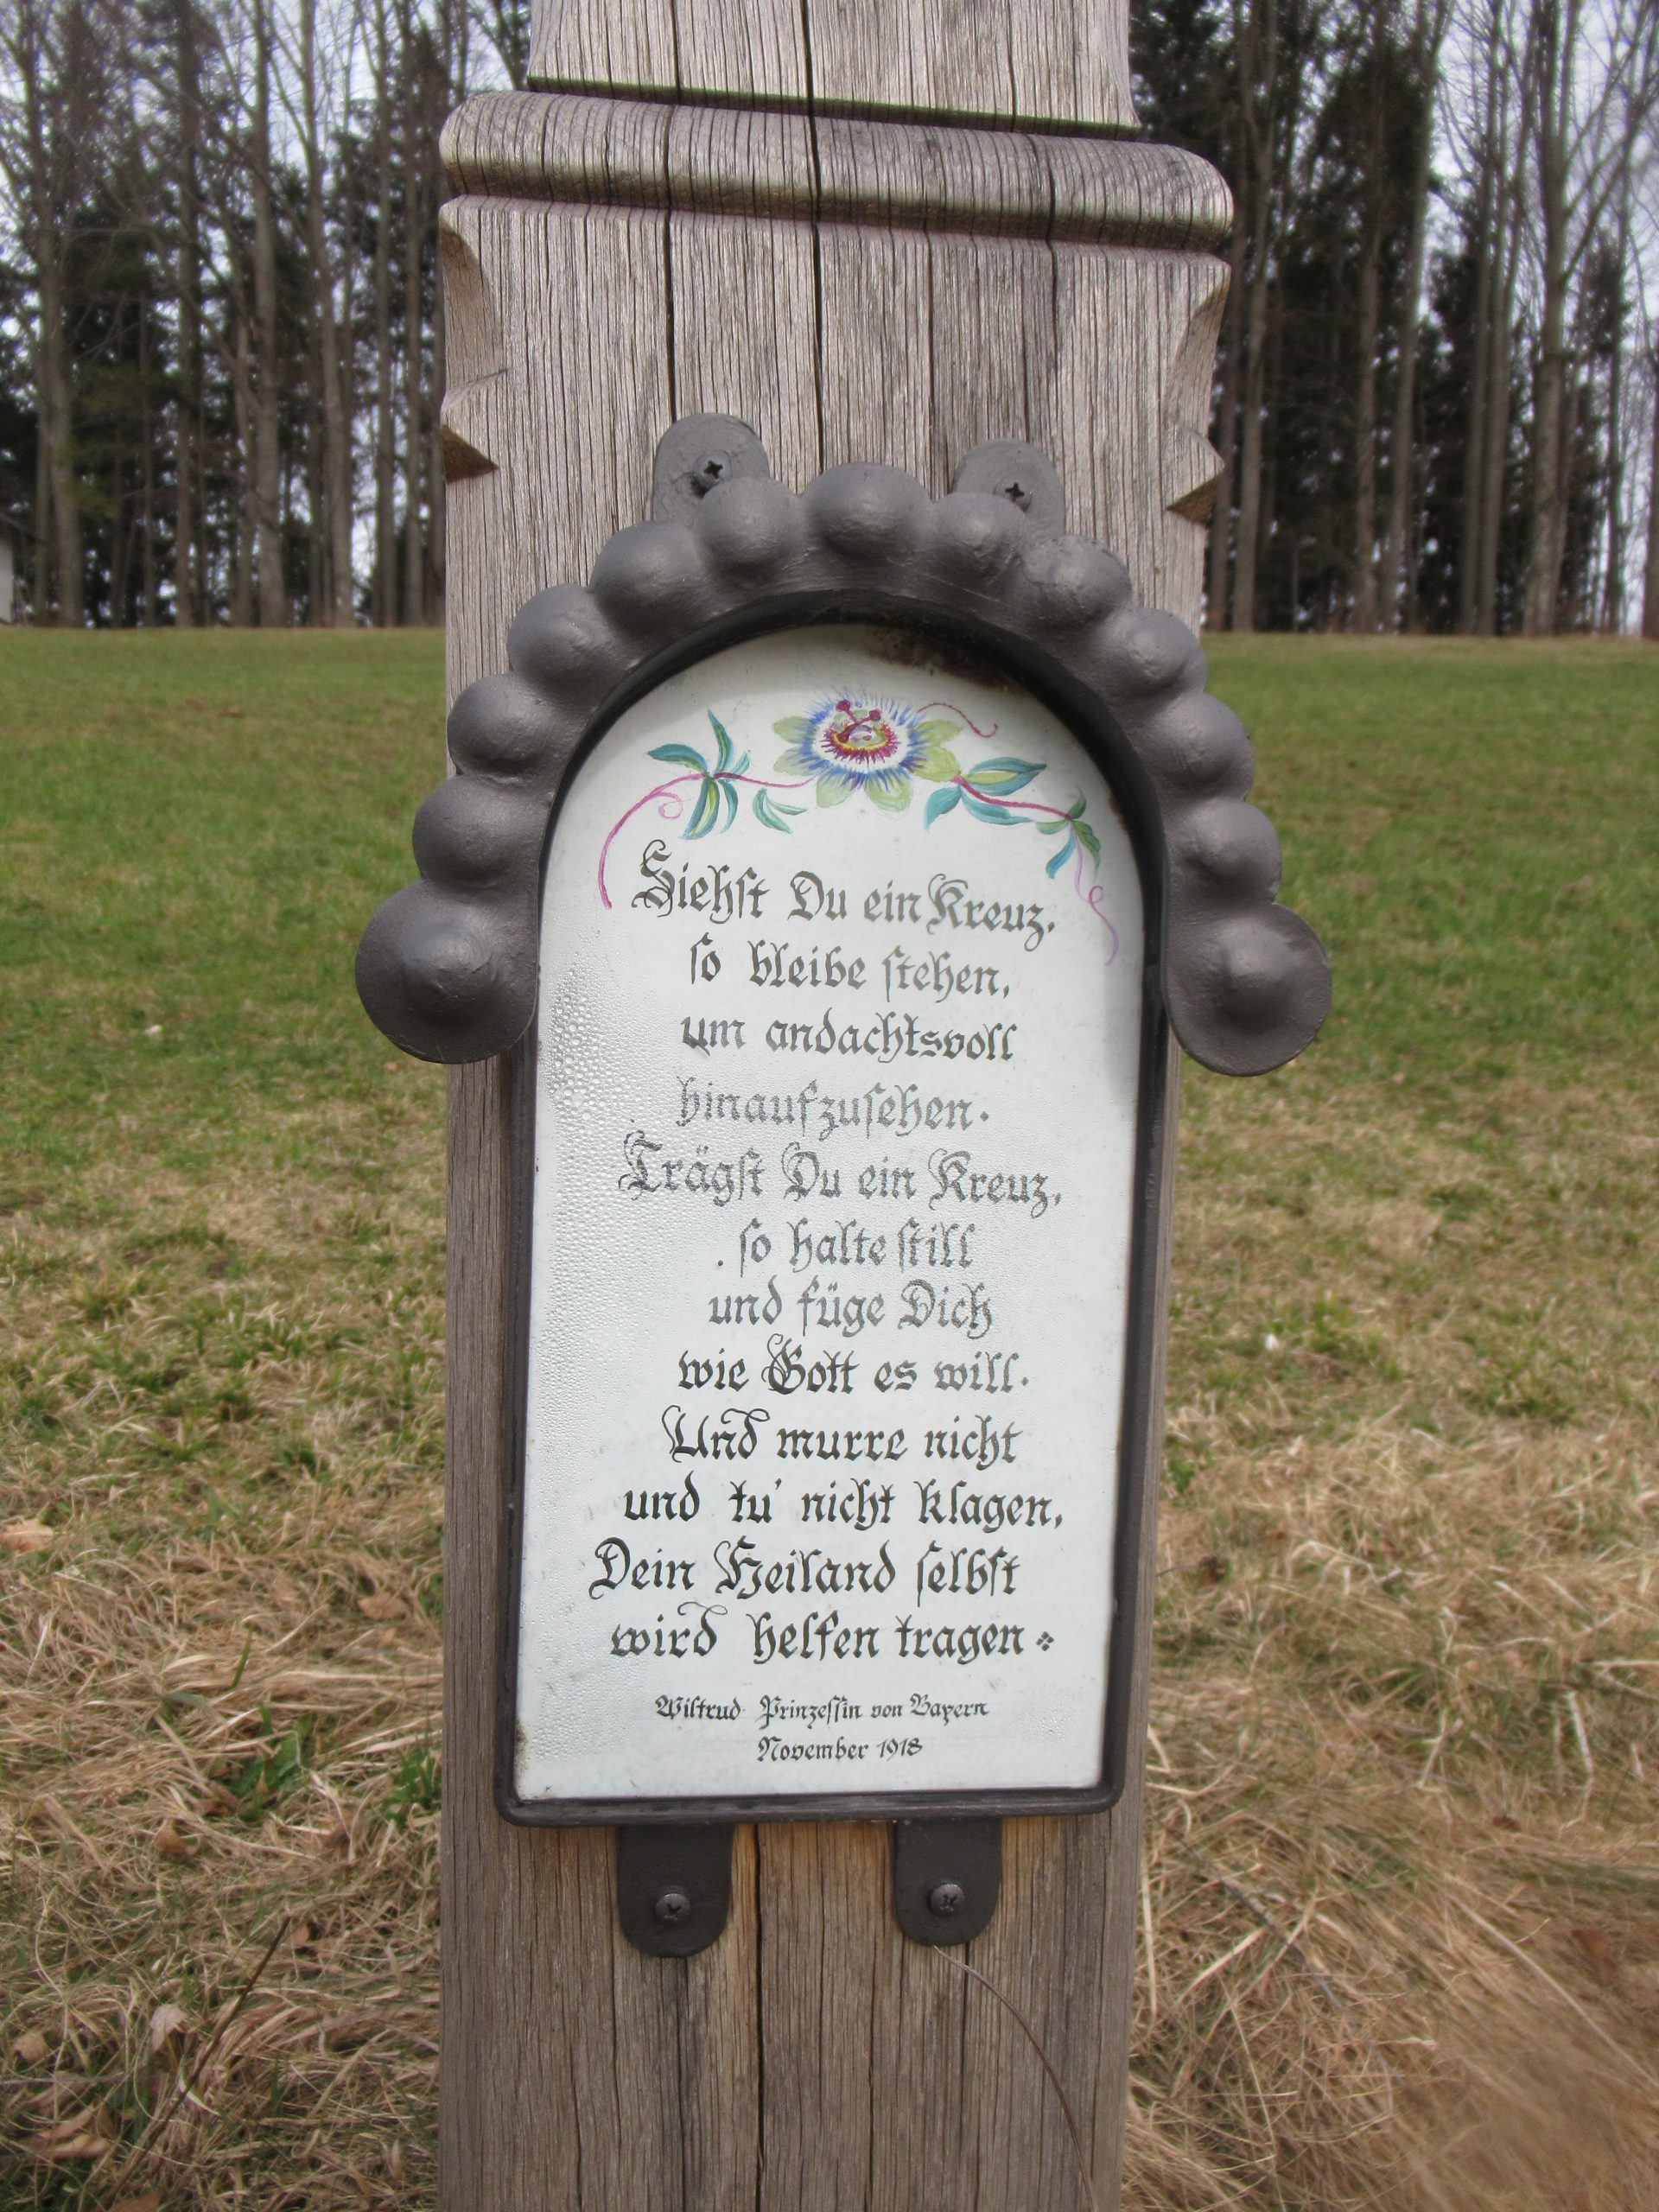 Siehst Du ein Kreuz,
so bleibe stehen,
um andachtsvoll
hinaufzusehen.
Trägst Du ein Kreuz,
so halte still
und füge Dich
wie Gott es will.
Und murre nicht
und tu' nicht klagen,
Dein Heiland selbst
wird helfen tragen
Wiltrud Prinzessin von Bayern
November 1918